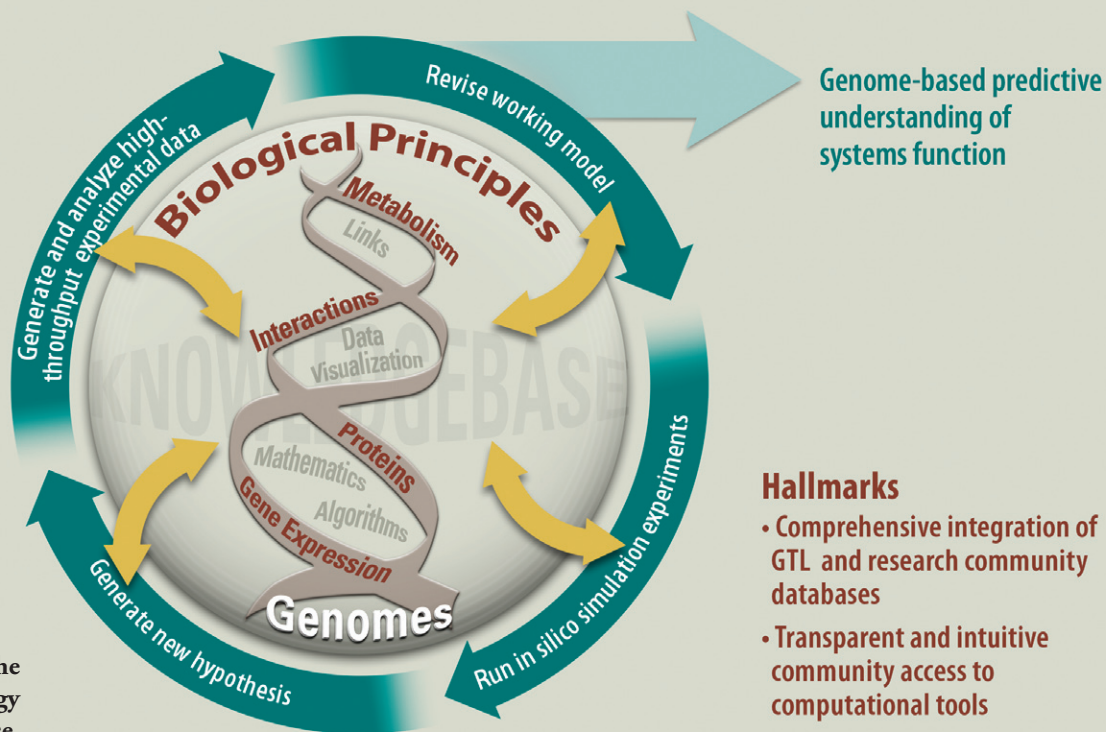 Revise working model
Genome-based predictive
understanding of
systems function
Generate and analyze high-
throughput experimental data
Biological Principles
Metabolism
Links
Interactions
Data
Visualization
KNOWLEDGEBASE
Proteins
Mathematics
Gene Expression
Algorithms
Genomes
Run in silico simulation experiments
Generate new hypothesis
Hallmarks
• Comprehensive integration of
GTL and research community
databases
• Transparent and intuitive
community access to
computational tools